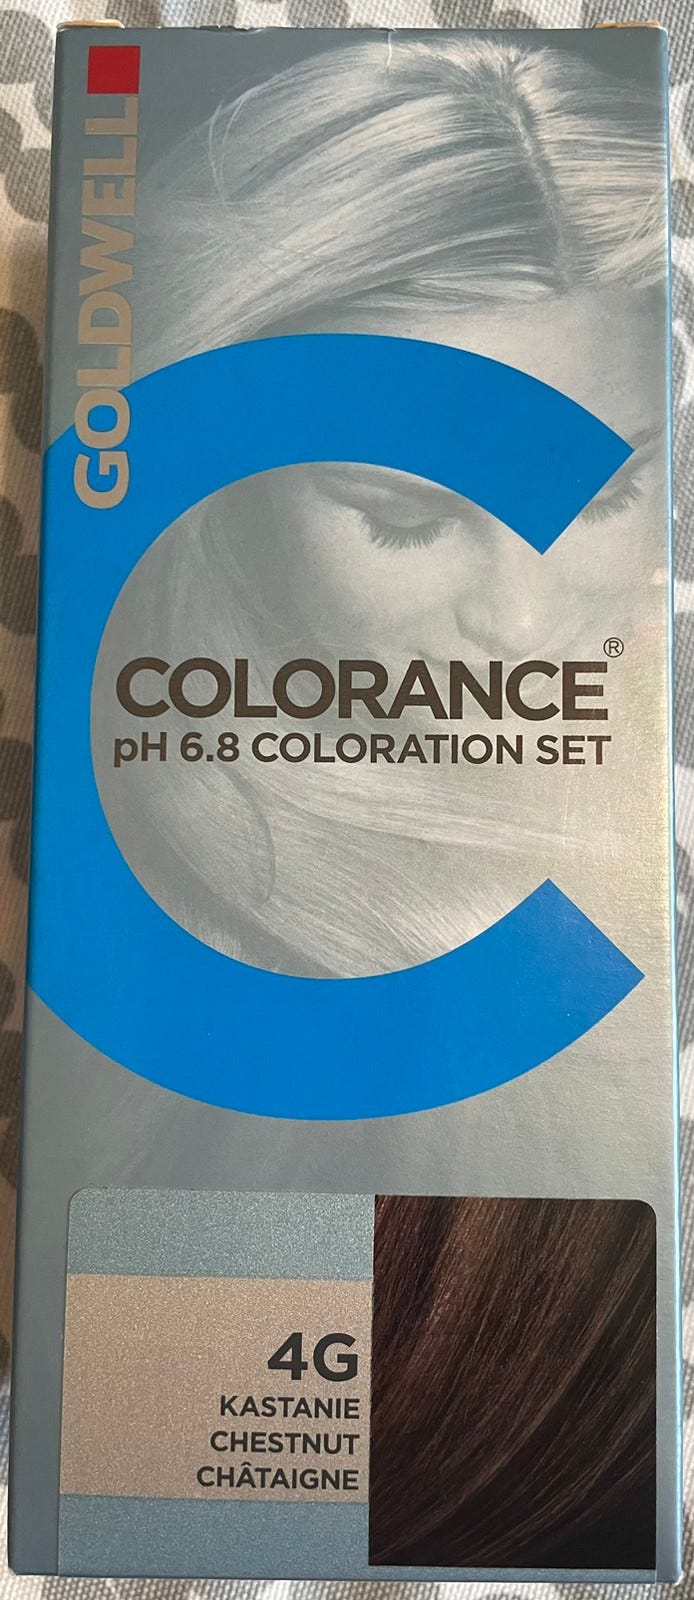 GOLDWELL
COLORANCE®
pH 6.8 COLORATION SET
4G
KASTANIE
CHESTNUT
CHÂTAIGNE